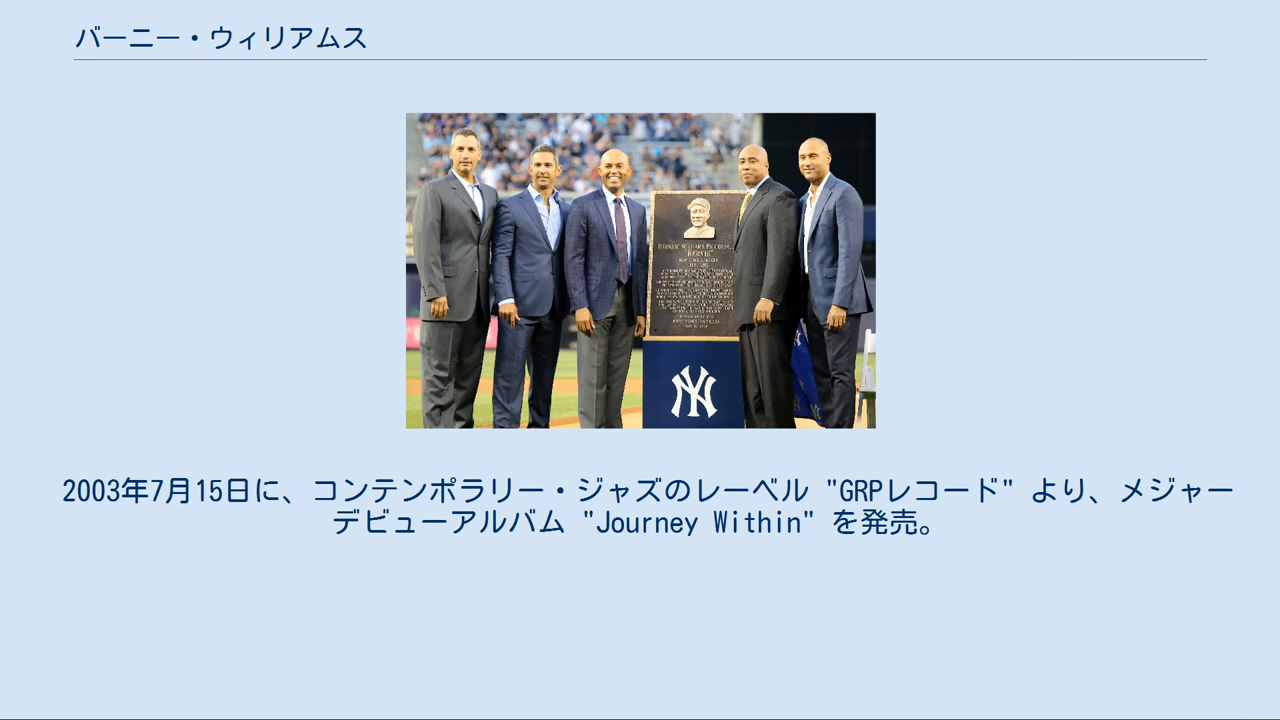 バーニー・ウィリアムス
"BERNIE"
NY
2003年7月15日に、コンテンポラリー・ジャズのレーベル "GRPレコード" より、メジャー
デビューアルバム "Journey Within" を発売。